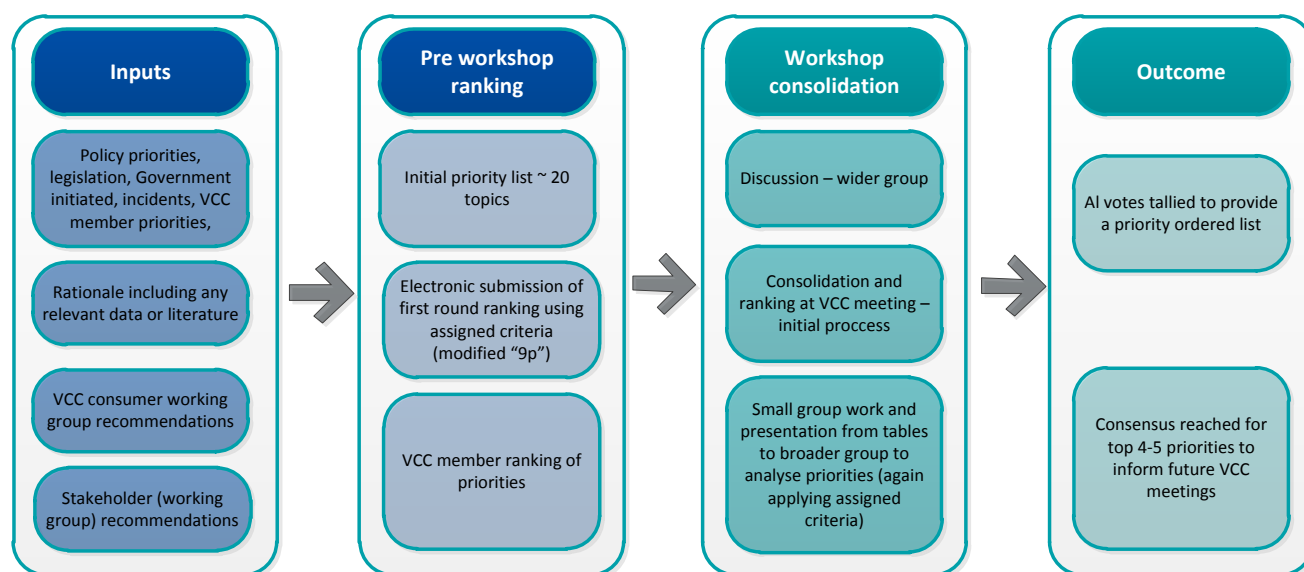 Inputs
Policy priorities,
legislation, Government
initiated, incidents, VCC
member priorities,
Rationale including any
relevant data or literature
VCC consumer working
group recommendations
Stakeholder (working
group) recommendations
Pre workshop
ranking
Initial priority list ~ 20
topics
Electronic submission of
first round ranking using
assigned criteria
(modified “9p”)
VCC member ranking of
priorities
Workshop
consolidation
Discussion – wider group
Consolidation and
ranking at VCC meeting –
initial proccess
Small group work and
presentation from tables
to broader group to
analyse priorities (again
applying assigned
criteria)
Outcome
Al votes tallied to provide
a priority ordered list
Consensus reached for
top 4-5 priorities to
inform future VCC
meetings